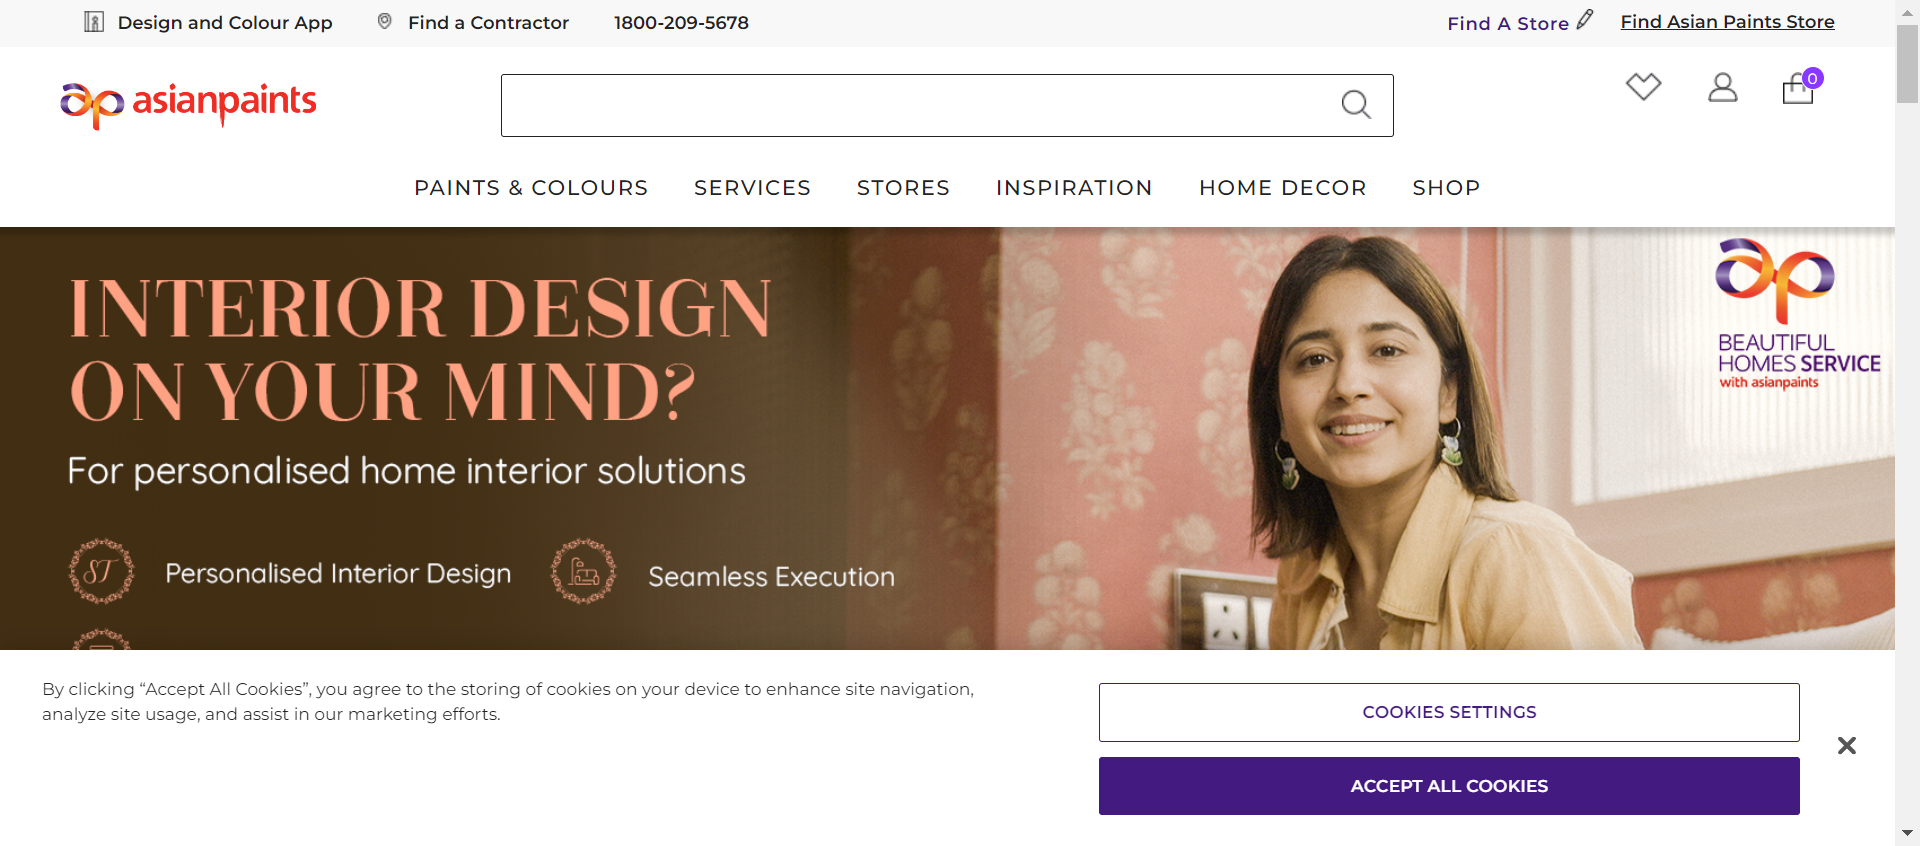 Design and Colour App
Find a Contractor
1800-209-5678
Find A Store
Find Asian Paints Store
asianpaints
0
PAINTS & COLOURS
SERVICES
STORES
INSPIRATION
HOME DECOR
SHOP
INTERIOR DESIGN
ON YOUR MIND?
For personalised home interior solutions
ST
Personalised Interior Design
Seamless Execution
ap
BEAUTIFUL
HOMES SERVICE
with asianpaints
By clicking “Accept All Cookies”, you agree to the storing of cookies on your device to enhance site navigation,
analyze site usage, and assist in our marketing efforts.
COOKIES SETTINGS
ACCEPT ALL COOKIES